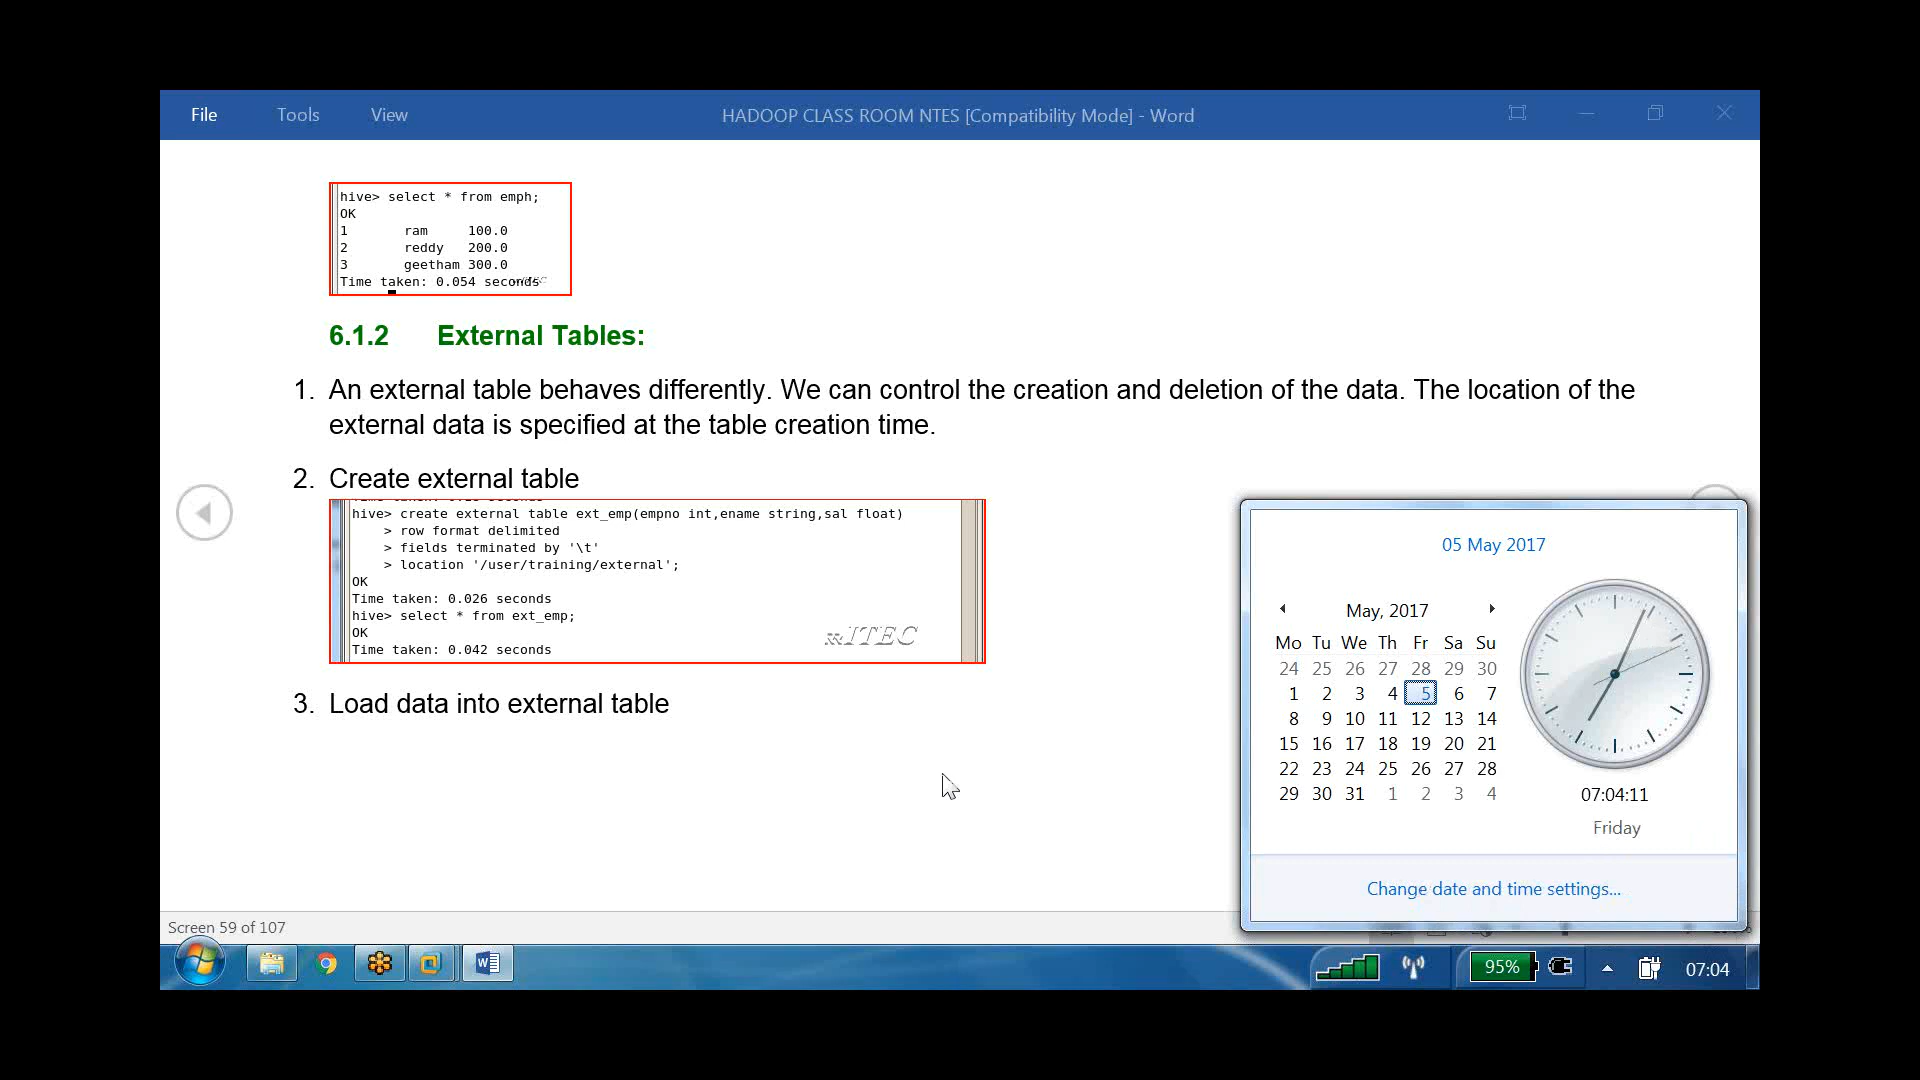 File Tools View HADOOP CLASS ROOM NTES [Compatibility Mode] - Word
hive> select * from emph;
OK
1 ram 100.0
2 reddy 200.0
3 geetham 300.0
Time taken: 0.054 seconds
6.1.2 External Tables:
1. An external table behaves differently. We can control the creation and deletion of the data. The location of the
external data is specified at the table creation time.
2. Create external table
hive> create external table ext_emp(empno int,ename string,sal float)
> row format delimited
> fields terminated by '\t'
> location '/user/training/external';
OK
Time taken: 0.026 seconds
hive> select * from ext_emp;
OK
Time taken: 0.042 seconds
RRITEC
3. Load data into external table
05 May 2017
May, 2017
Mo Tu We Th Fr Sa Su
24 25 26 27 28 29 30
1 2 3 4 5 6 7
8 9 10 11 12 13 14
15 16 17 18 19 20 21
22 23 24 25 26 27 28
29 30 31 1 2 3 4
07:04:11
Friday
Change date and time settings...
Screen 59 of 107
95%
07:04